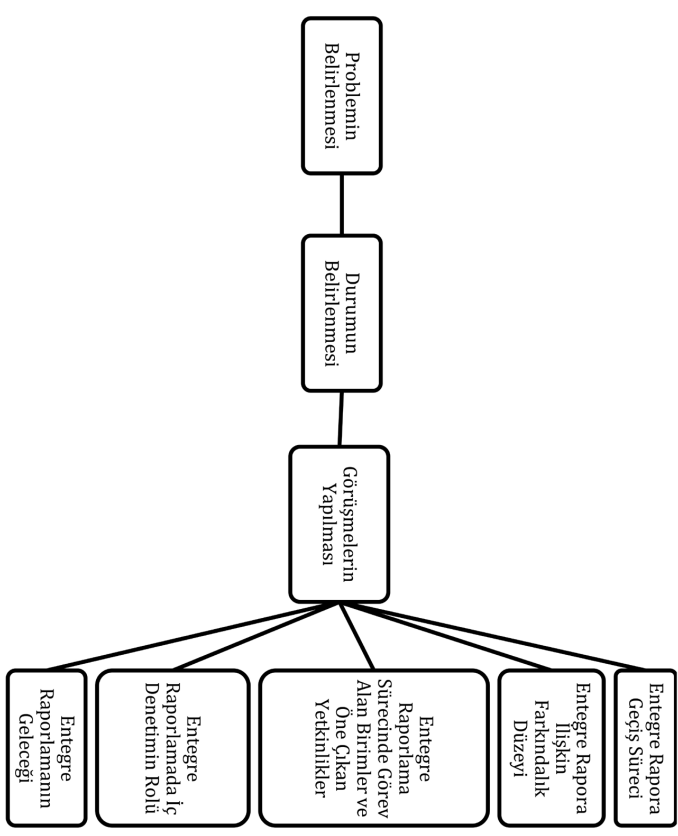 Problemin
Belirlenmesi
Durumun
Belirlenmesi
Görüşmelerin
Yapılması
Entegre Rapora
Geçiş Süreci
Entegre Rapora
İlişkin
Farkındalık
Düzeyi
Entegre
Raporlama
Sürecinde Görev
Alan Birimler ve
Öne Çıkan
Yetkinlikler
Entegre
Raporlamada İç
Denetimin Rolü
Entegre
Raporlamanın
Geleceği